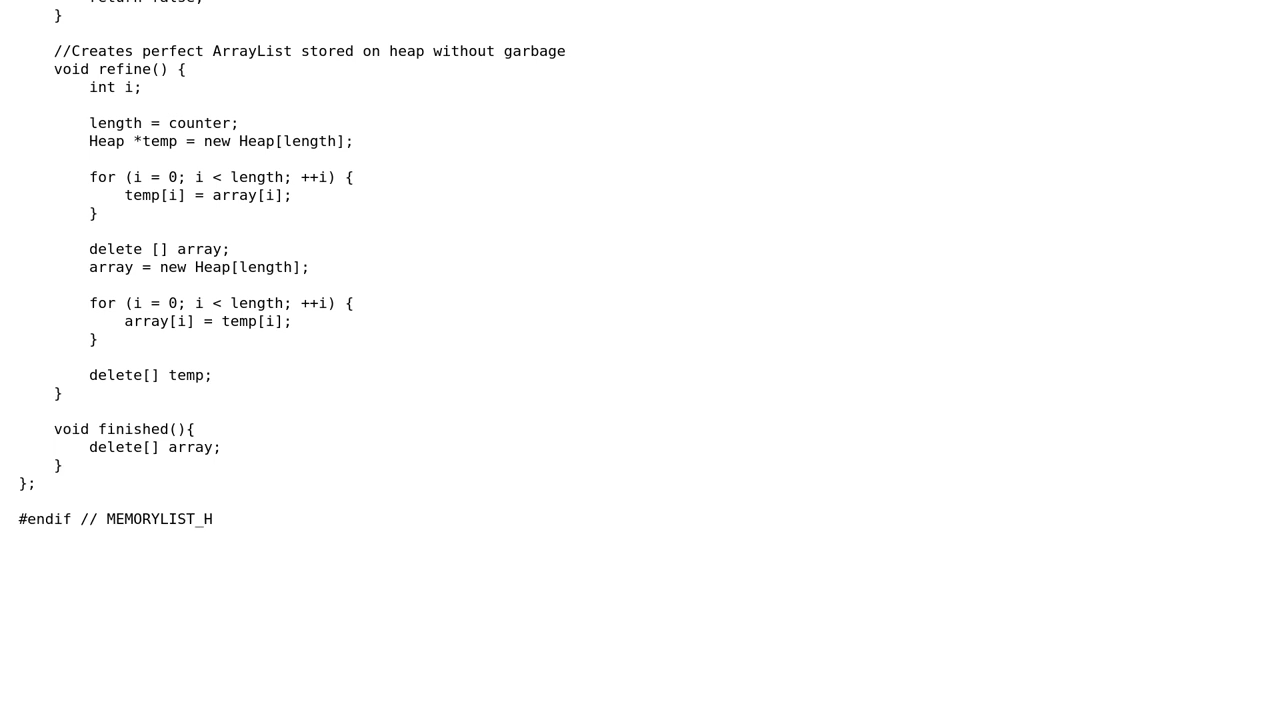 }

    //Creates perfect ArrayList stored on heap without garbage
    void refine() {
        int i;

        length = counter;
        Heap *temp = new Heap[length];

        for (i = 0; i < length; ++i) {
            temp[i] = array[i];
        }

        delete [] array;
        array = new Heap[length];

        for (i = 0; i < length; ++i) {
            array[i] = temp[i];
        }

        delete[] temp;
    }

    void finished(){
        delete[] array;
    }
};

#endif // MEMORYLIST_H